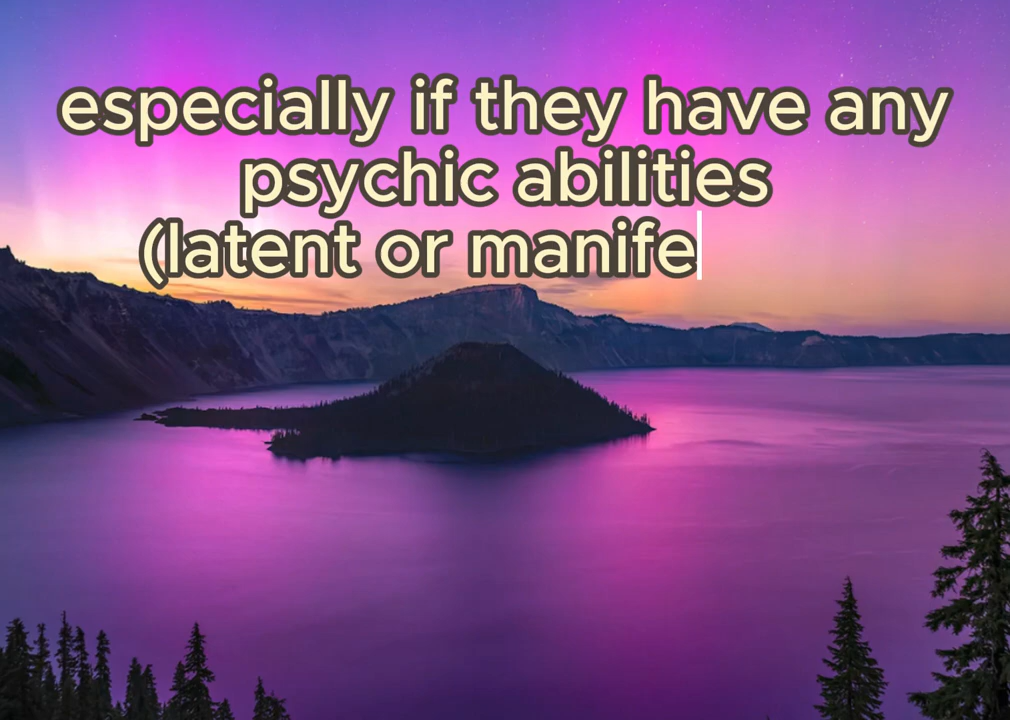 especially if they have any
psychic abilities
(latent or manife